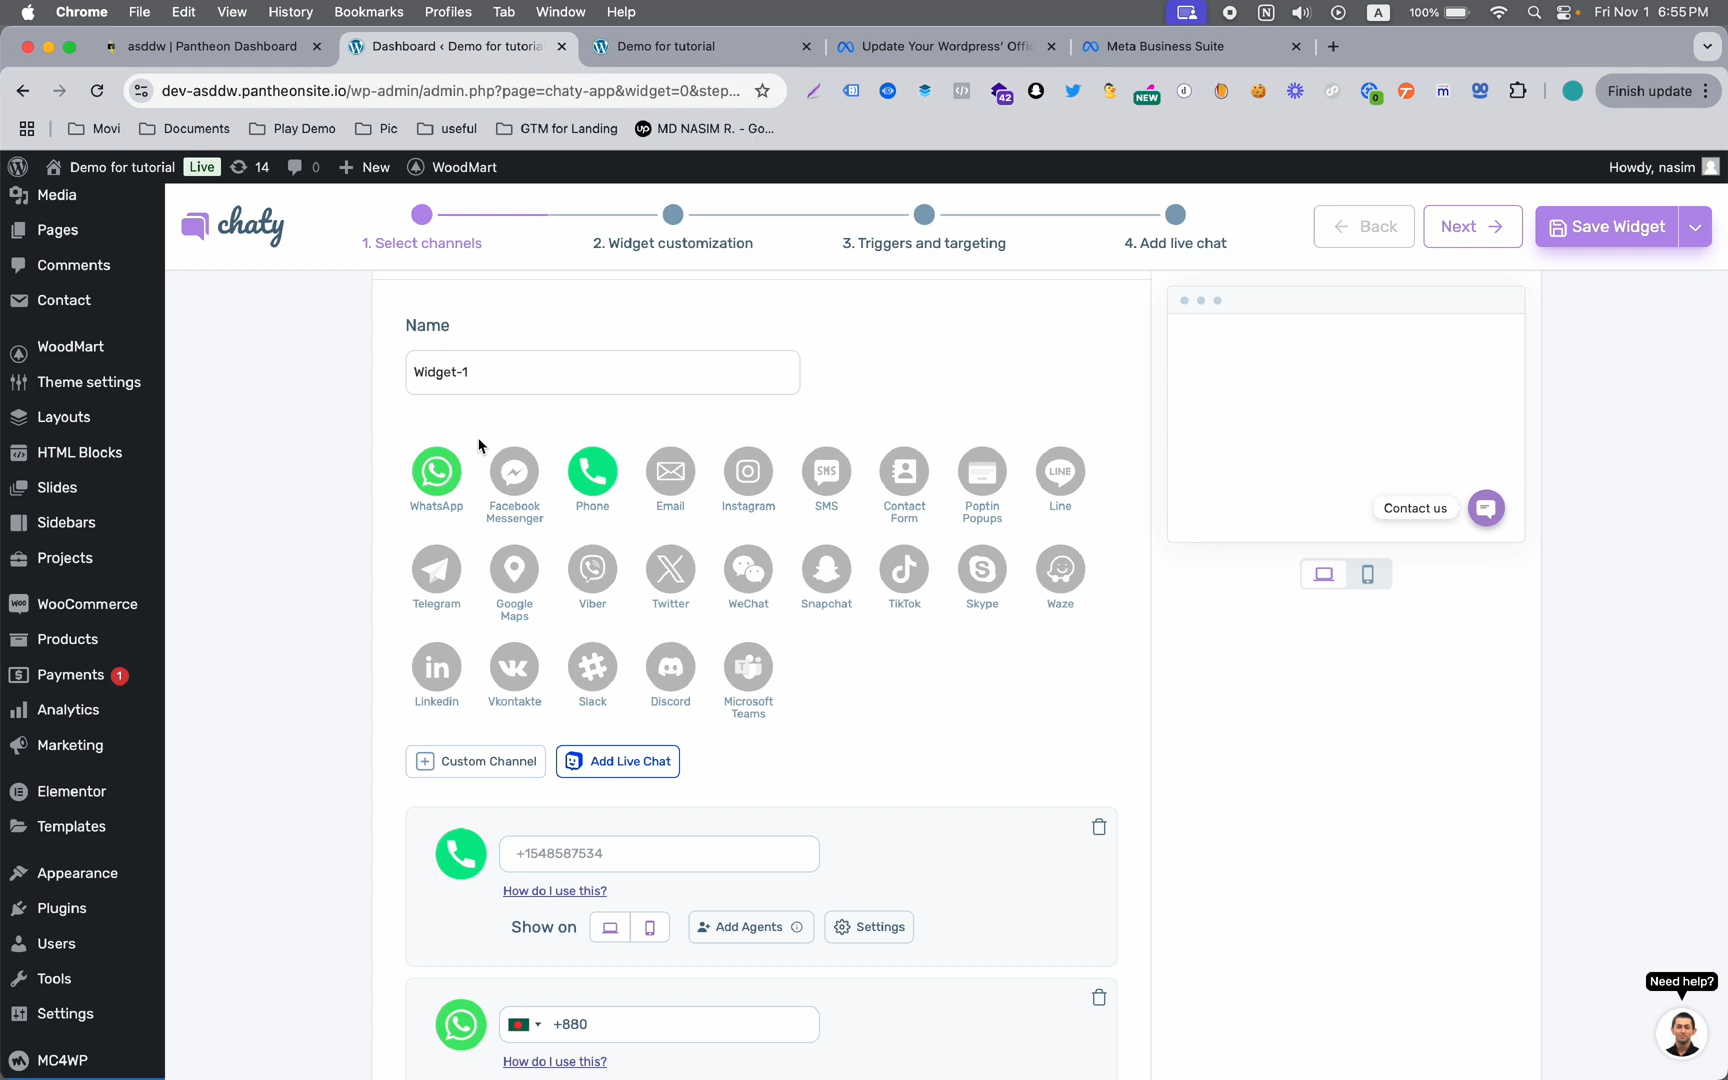 Chrome File Edit View History Bookmarks Profiles Tab Window Help A 100% Fri Nov 1 6:55 PM
asddw | Pantheon Dashboard Dashboard ‹ Demo for tutoria Demo for tutorial Update Your Wordpress' Offic Meta Business Suite
dev-asddw.pantheonsite.io/wp-admin/admin.php?page=chaty-app&widget=0&step... 42 NEW 0 Finish update
Movi Documents Play Demo Pic useful GTM for Landing up MD NASIM R. - Go...
Demo for tutorial Live 14 0 New WoodMart Howdy, nasim
Media
Pages
Comments
Contact
WoodMart
Theme settings
Layouts
HTML Blocks
Slides
Sidebars
Projects
WooCommerce
Products
Payments 1
Analytics
Marketing
Elementor
Templates
Appearance
Plugins
Users
Tools
Settings
MC4WP
chaty
1. Select channels
2. Widget customization
3. Triggers and targeting
4. Add live chat
Back
Next
Save Widget
Name
Widget-1
WhatsApp
Facebook
Messenger
Phone
Email
Instagram
SMS
SMS
Contact
Form
Poptin
Popups
LINE
Line
Telegram
Google
Maps
Viber
Twitter
WeChat
Snapchat
TikTok
Skype
Waze
Linkedin
Vkontakte
Slack
Discord
Microsoft
Teams
Custom Channel
Add Live Chat
+1548587534
How do I use this?
Show on
Add Agents
Settings
+880
How do I use this?
Contact us
Need help?